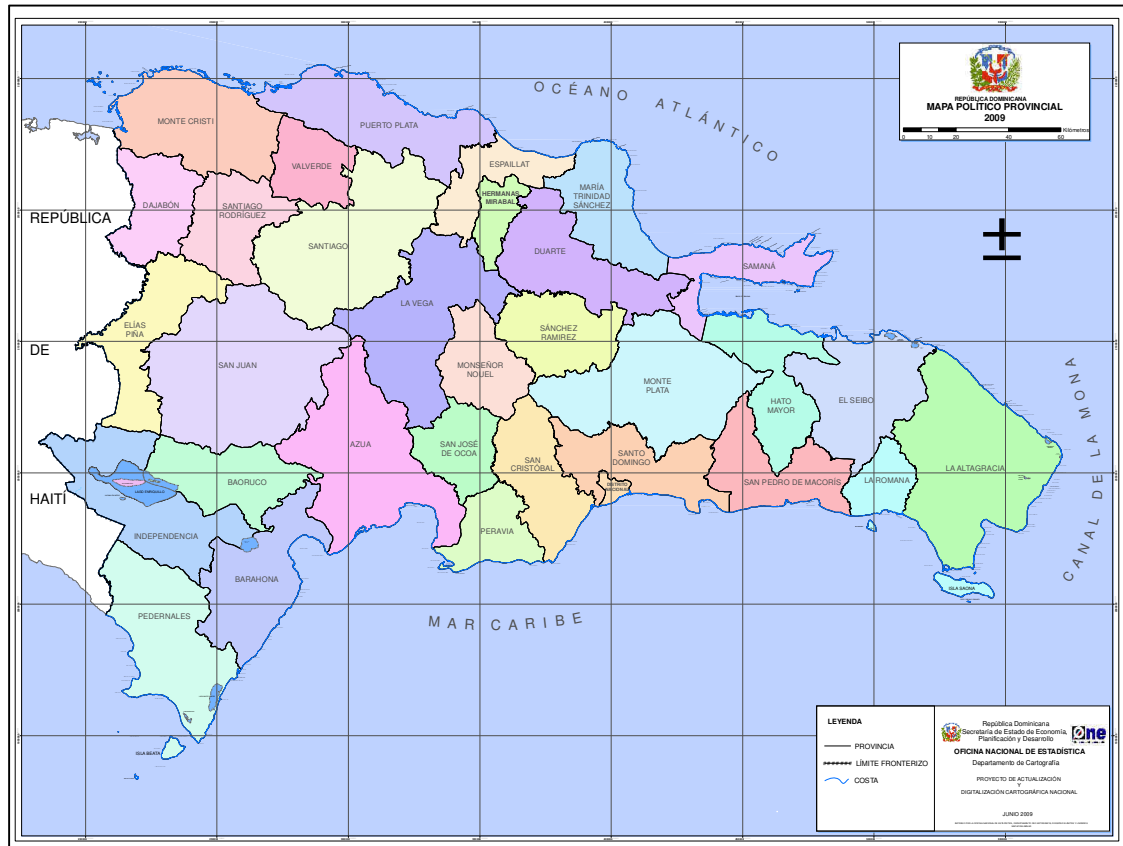 OCÉANO ATLÁNTICO
REPÚBLICA DOMINICANA
MAPA POLÍTICO PROVINCIAL
2009
0 10 20 40 60 Kilómetros
MONTE CRISTI
PUERTO PLATA
VALVERDE
ESPAILLAT
DAJABÓN
SANTIAGO
RODRÍGUEZ
HERMANAS
MIRABAL
MARÍA
TRINIDAD
SÁNCHEZ
REPÚBLICA
SANTIAGO
DUARTE
SAMANÁ
LA VEGA
ELÍAS
PIÑA
SÁNCHEZ
RAMIREZ
DE
SAN JUAN
MONSEÑOR
NOUEL
MONTE
PLATA
HATO
MAYOR
EL SEIBO
CANAL DE LA MONA
AZUA
SAN JOSÉ
DE OCOA
SAN
CRISTÓBAL
SANTO
DOMINGO
LA ALTAGRACIA
BAORUCO
DISTRITO
NACIONAL
SAN PEDRO DE MACORÍS
LA ROMANA
HAITÍ
LAGO ENRIQUILLO
INDEPENDENCIA
PERAVIA
BARAHONA
ISLA SAONA
PEDERNALES
MAR CARIBE
ISLA BEATA
LEYENDA
PROVINCIA
LÍMITE FRONTERIZO
COSTA
República Dominicana
Secretaría de Estado de Economía,
Planificación y Desarrollo
One
OFICINA NACIONAL DE ESTADÍSTICA
Departamento de Cartografía
PROYECTO DE ACTUALIZACIÓN
Y
DIGITALIZACIÓN CARTOGRÁFICA NACIONAL
JUNIO 2009